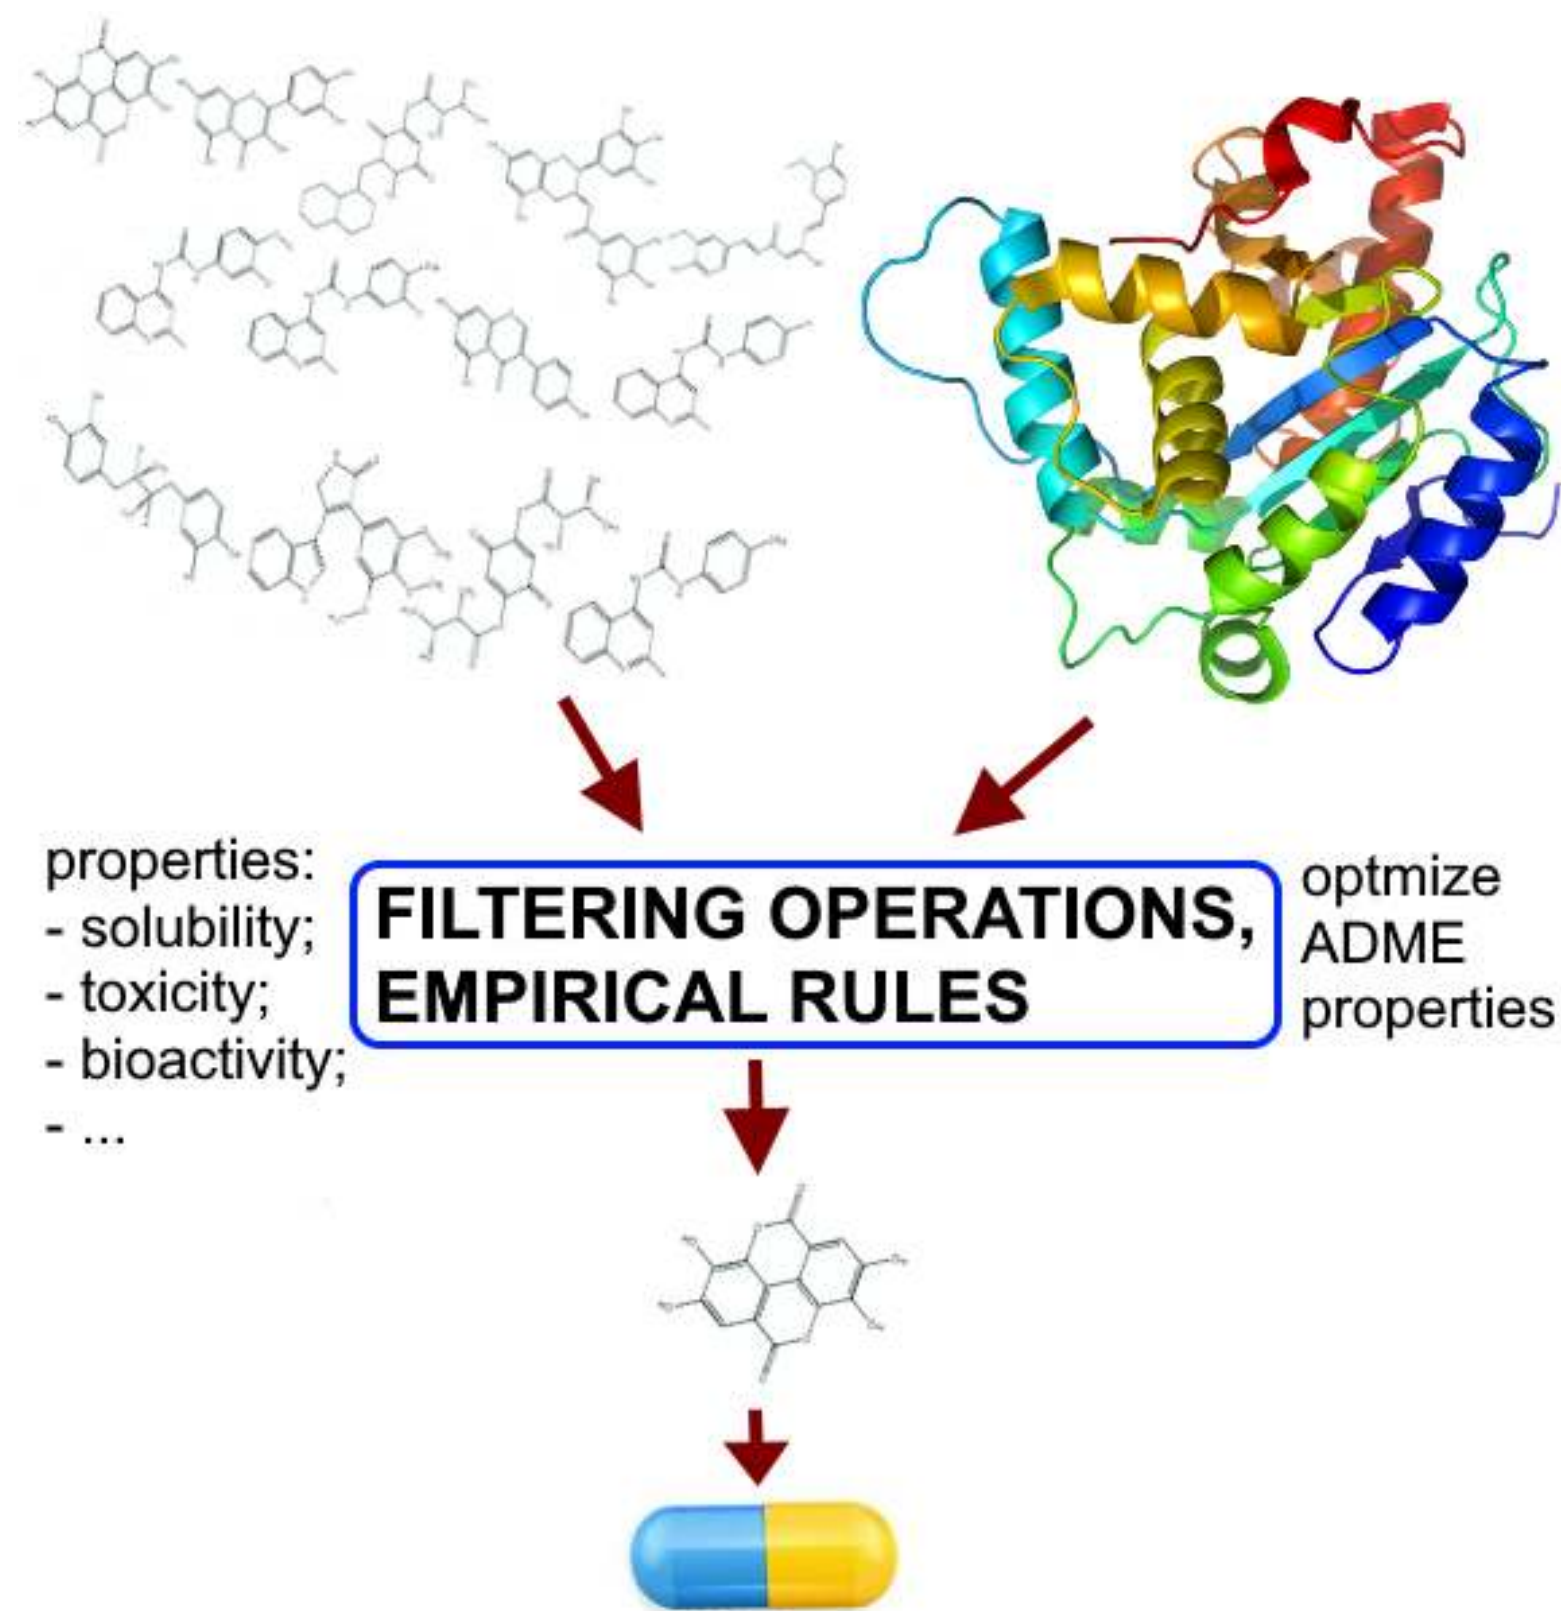 properties:
- solubility;
- toxicity;
- bioactivity;
- ...
FILTERING OPERATIONS,
EMPIRICAL RULES
optmize
ADME
properties